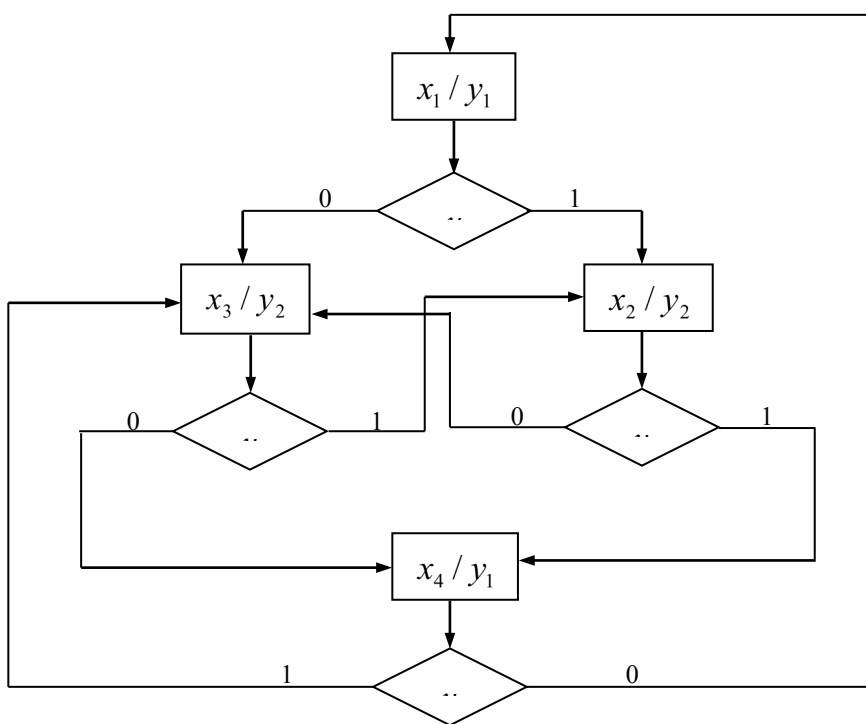 x₁ / y₁
0 1
x₃ / y₂ x₂ / y₂
0 1 0 1
x₄ / y₁
1 0